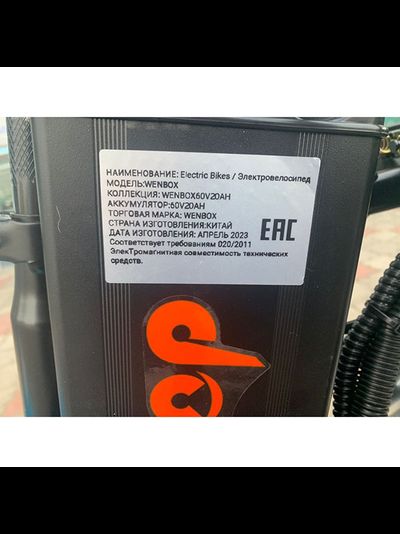 НАИМЕНОВАНИЕ: Electric Bikes / Электровелосипед
МОДЕЛЬ:WENBOX
КОЛЛЕКЦИЯ: WENBOX60V20AH
АККУМУЛЯТОР:60V20AH
ТОРГОВАЯ МАРКА: WENBOX
СТРАНА ИЗГОТОВЛЕНИЯ:КИТАЙ
ДАТА ИЗГОТОВЛЕНИЯ: АПРЕЛЬ 2023
Соответствует требованиям 020/2011
ЭлекТромагнитная совместимость технических
средств.
EAC